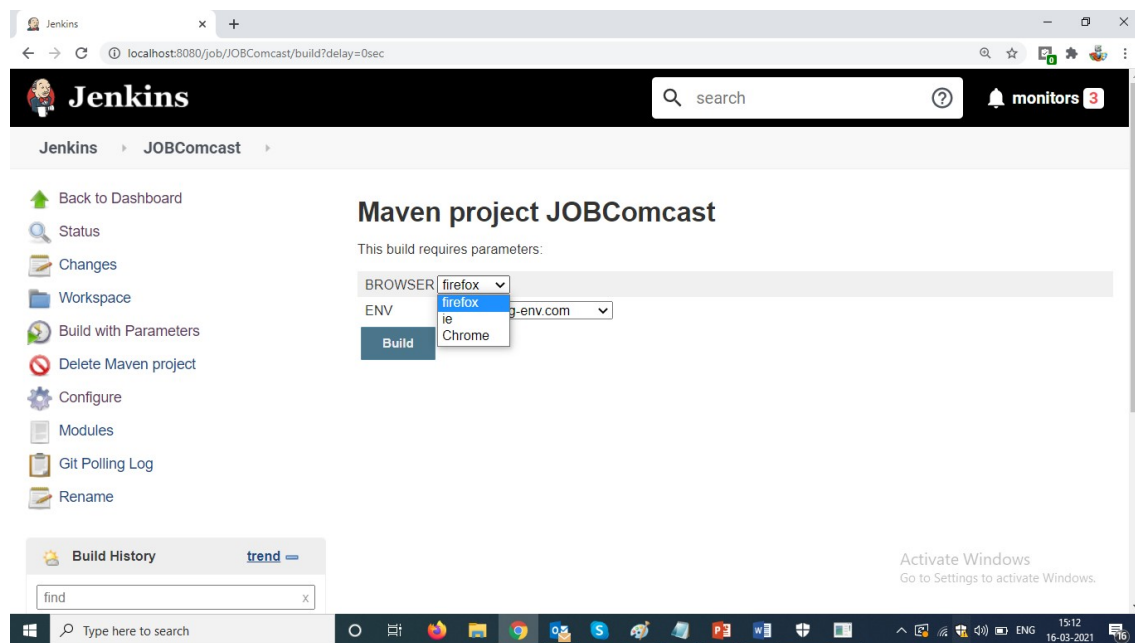 Jenkins
localhost:8080/job/JOBComcast/build?delay=0sec
0
Jenkins
search
monitors 3
Jenkins JOBComcast
Back to Dashboard
Status
Changes
Workspace
Build with Parameters
Delete Maven project
Configure
Modules
Git Polling Log
Rename
Build History trend
find x
Maven project JOBComcast
This build requires parameters:
BROWSER firefox
firefox
ie
Chrome
ENV g-env.com
Build
Activate Windows
Go to Settings to activate Windows.
Type here to search
ENG
15:12
16-03-2021
16